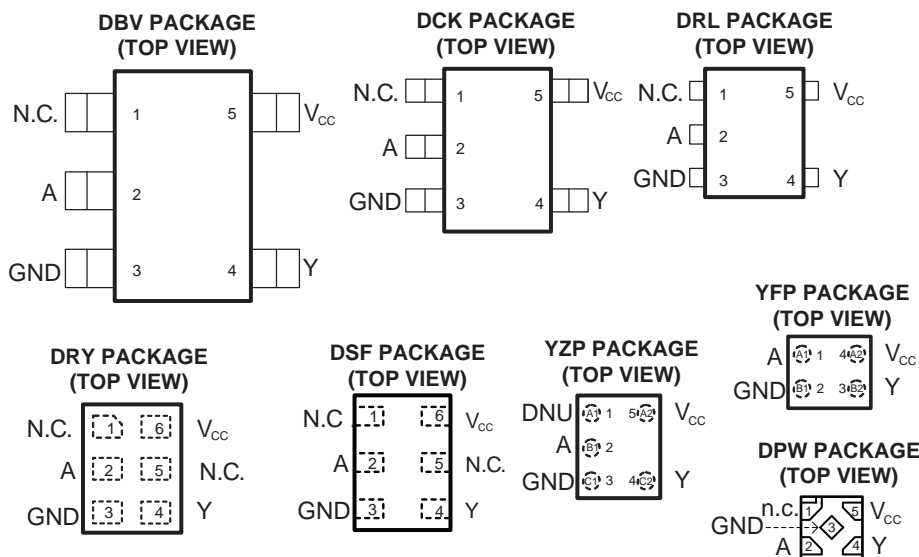 DBV PACKAGE
(TOP VIEW)
N.C. 1 5 VCC
A 2
GND 3 4 Y
DCK PACKAGE
(TOP VIEW)
N.C. 1 5 VCC
A 2
GND 3 4 Y
DRL PACKAGE
(TOP VIEW)
N.C. 1 5 VCC
A 2
GND 3 4 Y
DRY PACKAGE
(TOP VIEW)
N.C. 1 6 VCC
A 2 5 N.C.
GND 3 4 Y
DSF PACKAGE
(TOP VIEW)
N.C 1 6 VCC
A 2 5 N.C.
GND 3 4 Y
YZP PACKAGE
(TOP VIEW)
DNU A1 1 5 A2 VCC
A B1 2
GND C1 3 4 C2 Y
YFP PACKAGE
(TOP VIEW)
A A1 1 4 A2 VCC
GND B1 2 3 B2 Y
DPW PACKAGE
(TOP VIEW)
n.c. 1 5 VCC
GND 3
A 2 4 Y